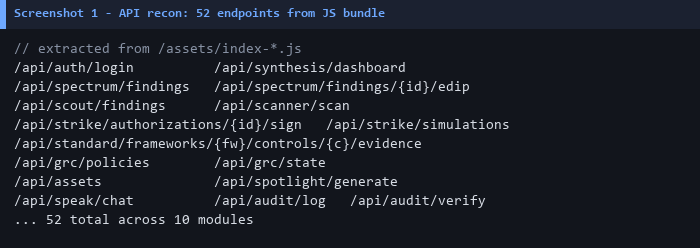 Screenshot 1 - API recon: 52 endpoints from JS bundle
// extracted from /assets/index-*.js
/api/auth/login /api/synthesis/dashboard
/api/spectrum/findings /api/spectrum/findings/{id}/edip
/api/scout/findings /api/scanner/scan
/api/strike/authorizations/{id}/sign /api/strike/simulations
/api/standard/frameworks/{fw}/controls/{c}/evidence
/api/grc/policies /api/grc/state
/api/assets /api/spotlight/generate
/api/speak/chat /api/audit/log /api/audit/verify
... 52 total across 10 modules